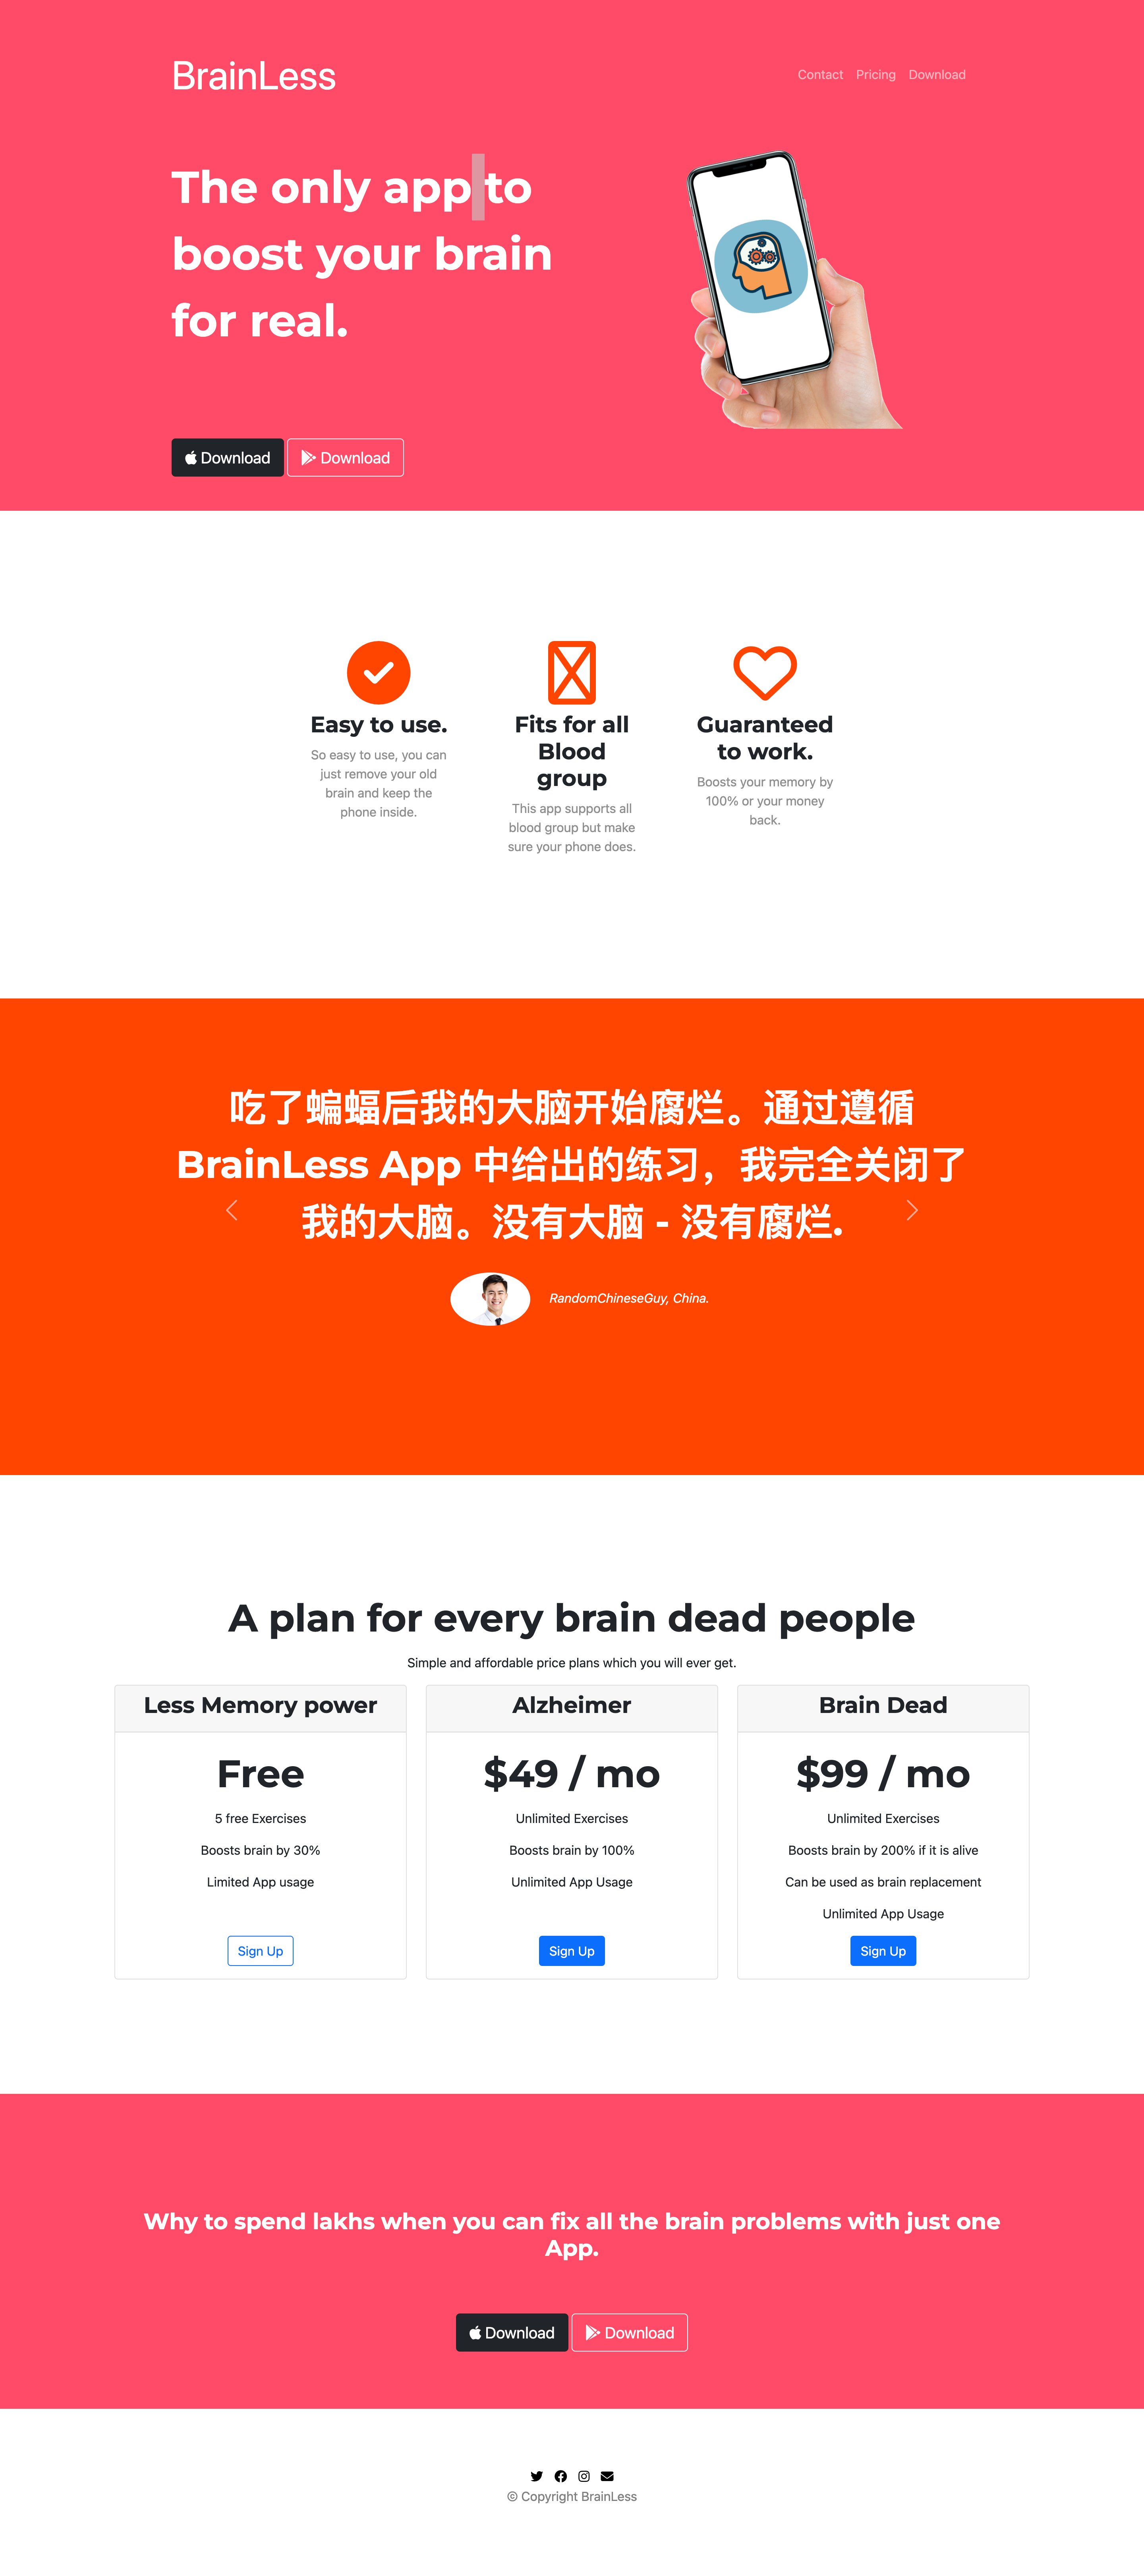 BrainLess
Contact Pricing Download
The only app to
boost your brain
for real.
Download Download
Easy to use.
So easy to use, you can
just remove your old
brain and keep the
phone inside.
Fits for all
Blood
group
This app supports all
blood group but make
sure your phone does.
Guaranteed
to work.
Boosts your memory by
100% or your money
back.
吃了蝙蝠后我的大脑开始腐烂。通过遵循
BrainLess App 中给出的练习，我完全关闭了
我的大脑。没有大脑 - 没有腐烂.
RandomChineseGuy, China.
A plan for every brain dead people
Simple and affordable price plans which you will ever get.
Less Memory power
Free
5 free Exercises
Boosts brain by 30%
Limited App usage
Sign Up
Alzheimer
$49 / mo
Unlimited Exercises
Boosts brain by 100%
Unlimited App Usage
Sign Up
Brain Dead
$99 / mo
Unlimited Exercises
Boosts brain by 200% if it is alive
Can be used as brain replacement
Unlimited App Usage
Sign Up
Why to spend lakhs when you can fix all the brain problems with just one
App.
Download Download
© Copyright BrainLess